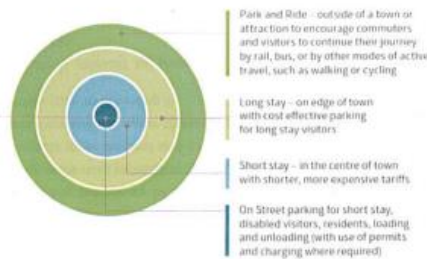 Park and Ride – outside of a town or
attraction to encourage commuters
and visitors to continue their journey
by rail, bus, or by other modes of active
travel, such as walking or cycling
Long stay – on edge of town
with cost effective parking
for long stay visitors
Short stay – in the centre of town
with shorter, more expensive tariffs
On Street parking for short stay,
disabled visitors, residents, loading
and unloading (with use of permits
and charging where required)